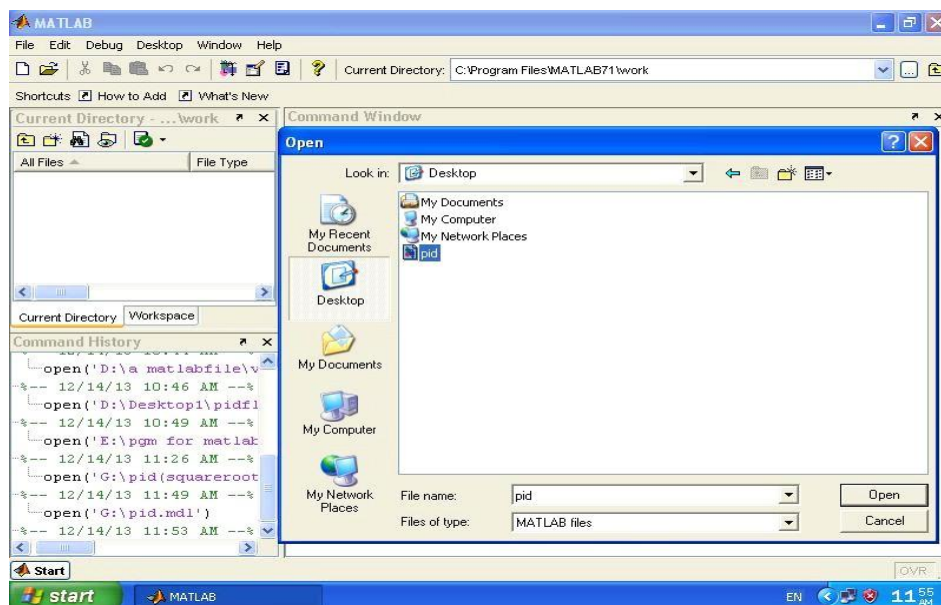 MATLAB
File Edit Debug Desktop Window Help
Current Directory: C:\Program Files\MATLAB71\work
Shortcuts How to Add What's New
Current Directory - ...\work
All Files File Type
Current Directory Workspace
Command History
open('D:\a matlabfile\v
%-- 12/14/13 10:46 AM --%
open('D:\Desktop1\pidfl
%-- 12/14/13 10:49 AM --%
open('E:\pgm for matlab
%-- 12/14/13 11:26 AM --%
open('G:\pid(squareroot
%-- 12/14/13 11:49 AM --%
open('G:\pid.mdl')
%-- 12/14/13 11:53 AM --%
Command Window
Open
Look in: Desktop
My Recent Documents
Desktop
My Documents
My Computer
My Network Places
My Documents
My Computer
My Network Places
pid
File name: pid
Open
Files of type: MATLAB files
Cancel
Start
OVR
start
MATLAB
EN
11:55 AM